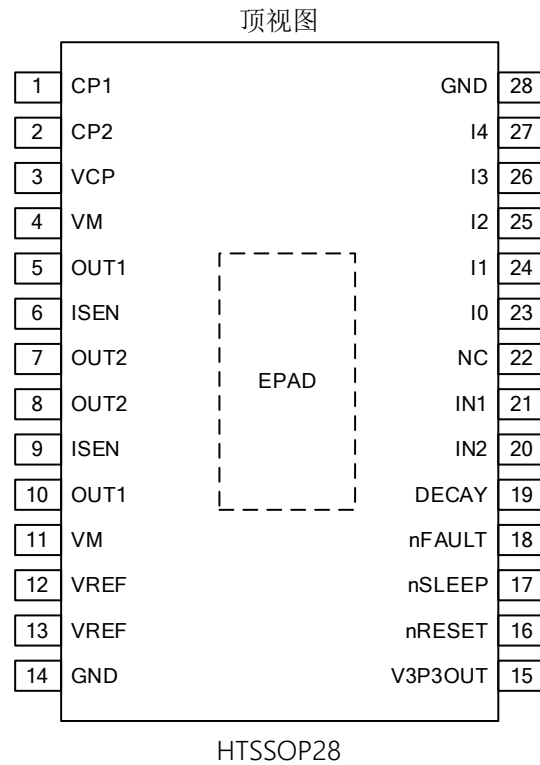 顶视图
1 CP1 GND 28
2 CP2 I4 27
3 VCP I3 26
4 VM I2 25
5 OUT1 I1 24
6 ISEN I0 23
7 OUT2 NC 22
EPAD
8 OUT2 IN1 21
9 ISEN IN2 20
10 OUT1 DECAY 19
11 VM nFAULT 18
12 VREF nSLEEP 17
13 VREF nRESET 16
14 GND V3P3OUT 15
HTSSOP28